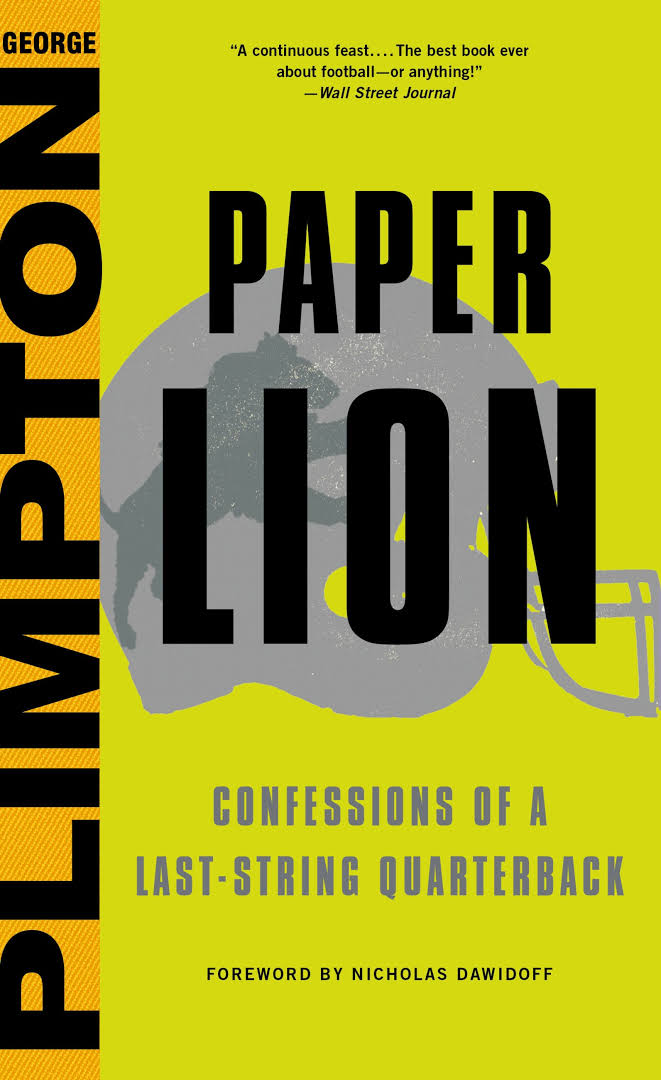 GEORGE
PLIMPTON
“A continuous feast....The best book ever
about football—or anything!”
—Wall Street Journal
PAPER
LION
CONFESSIONS OF A
LAST-STRING QUARTERBACK
FOREWORD BY NICHOLAS DAWIDOFF